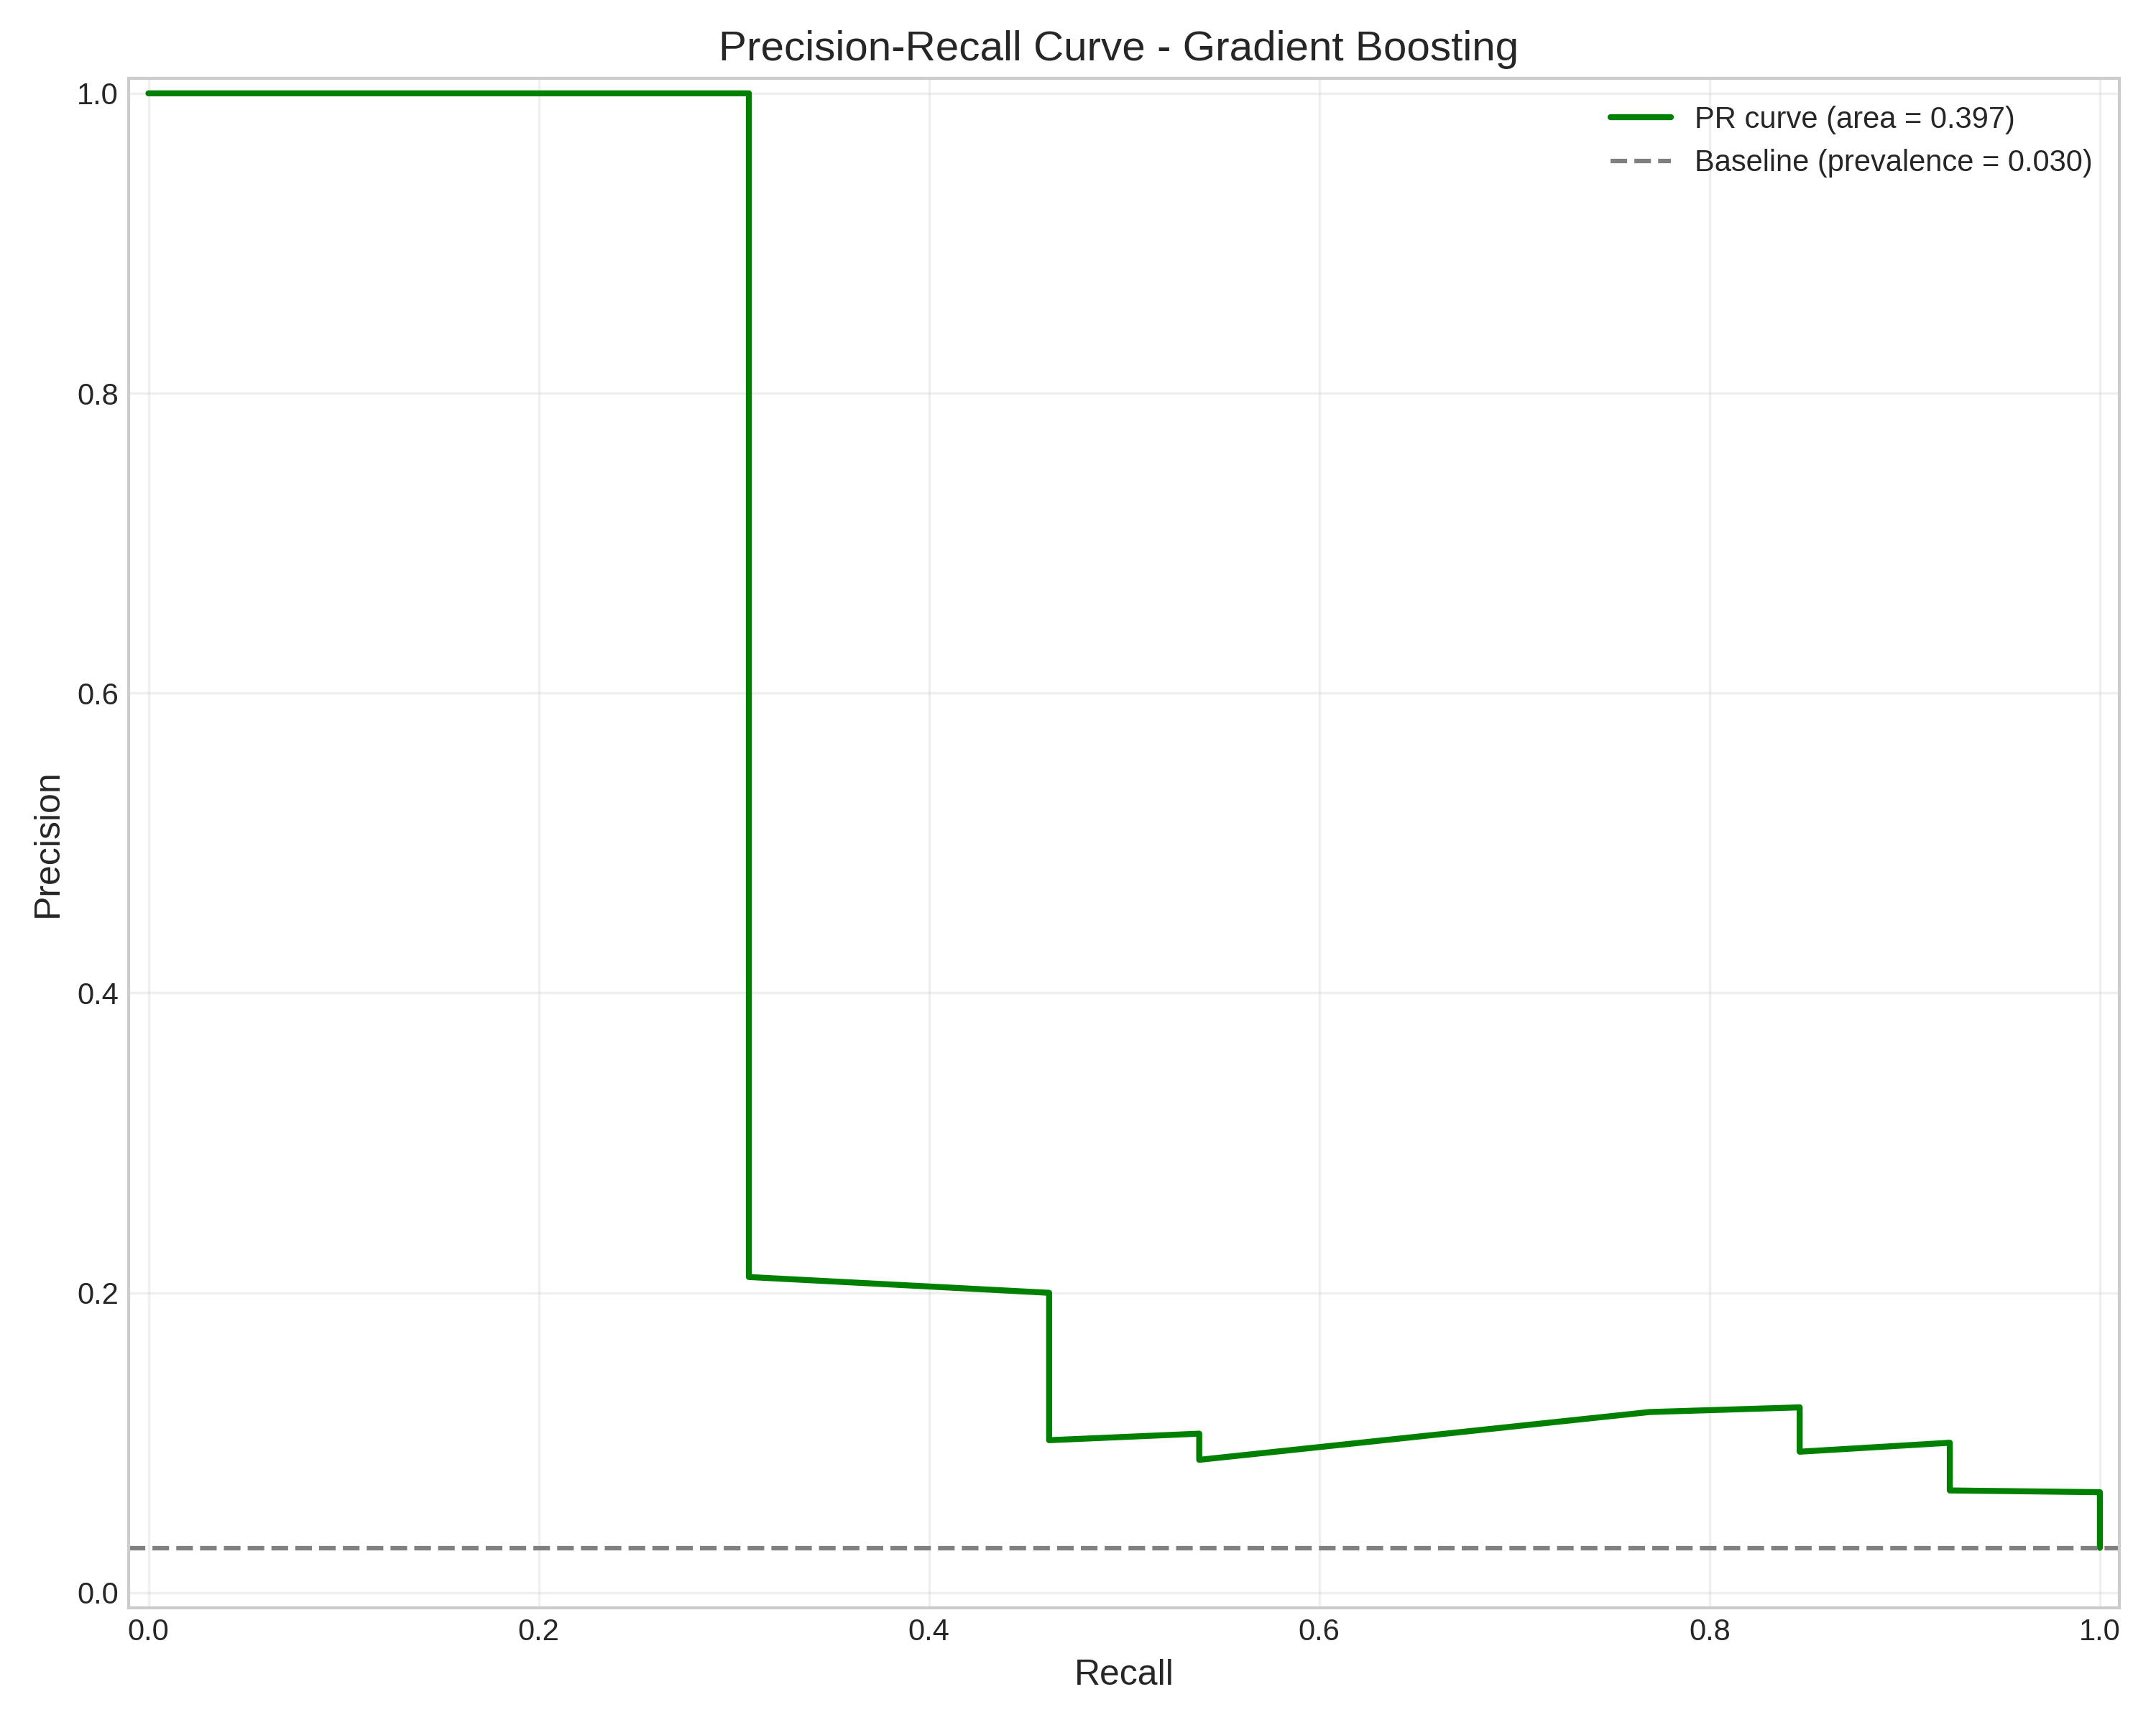 Precision-Recall Curve - Gradient Boosting
PR curve (area = 0.397)
Baseline (prevalence = 0.030)
Precision
1.0
0.8
0.6
0.4
0.2
0.0
0.0 0.2 0.4 0.6 0.8 1.0
Recall